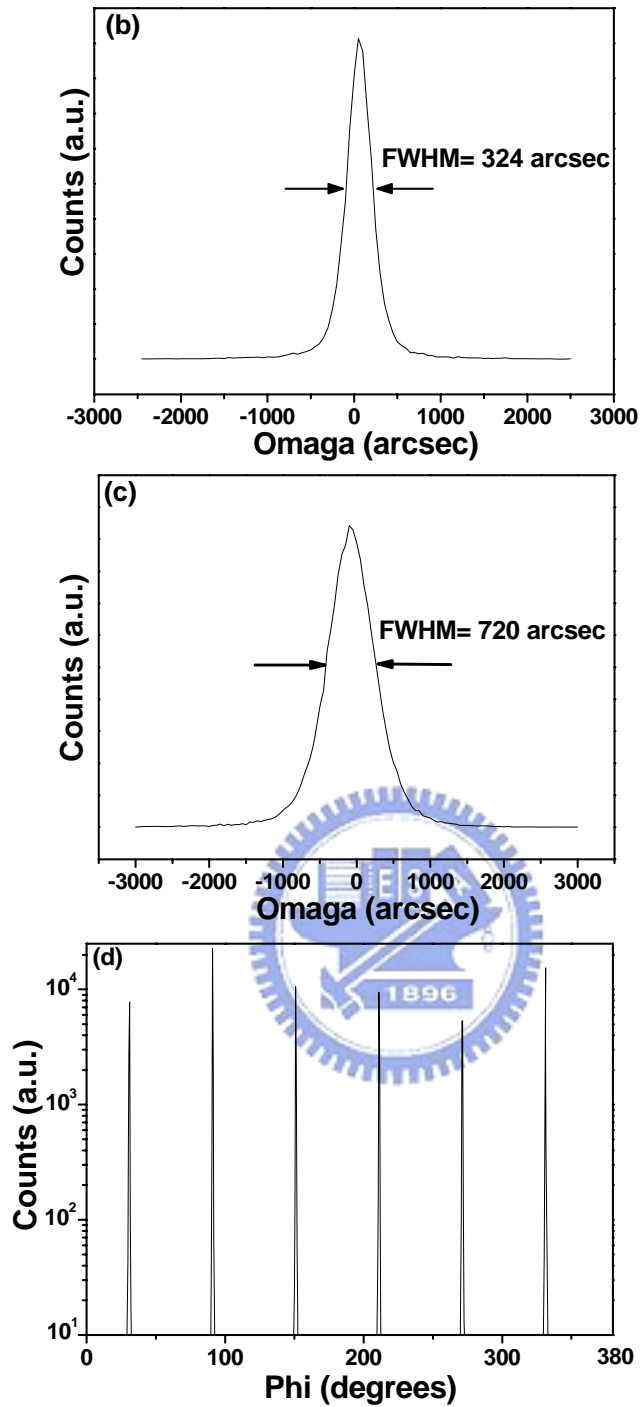 (b)
FWHM= 324 arcsec
Counts (a.u.)
-3000 -2000 -1000 0 1000 2000 3000
Omaga (arcsec)
(c)
FWHM= 720 arcsec
Counts (a.u.)
-3000 -2000 -1000 0 1000 2000 3000
Omaga (arcsec)
(d)
10^4
10^3
10^2
10^1
Counts (a.u.)
1896
0 100 200 300 380
Phi (degrees)